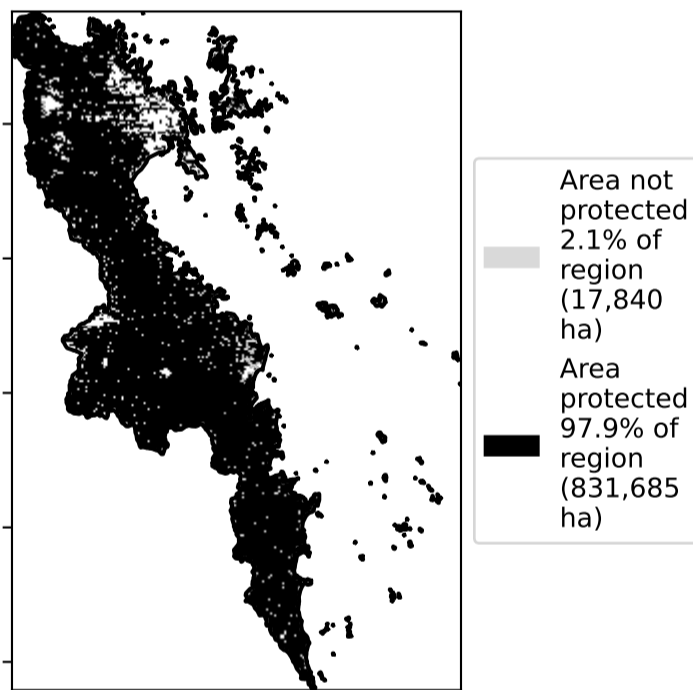 Area not
protected
2.1% of
region
(17,840
ha)
Area
protected
97.9% of
region
(831,685
ha)